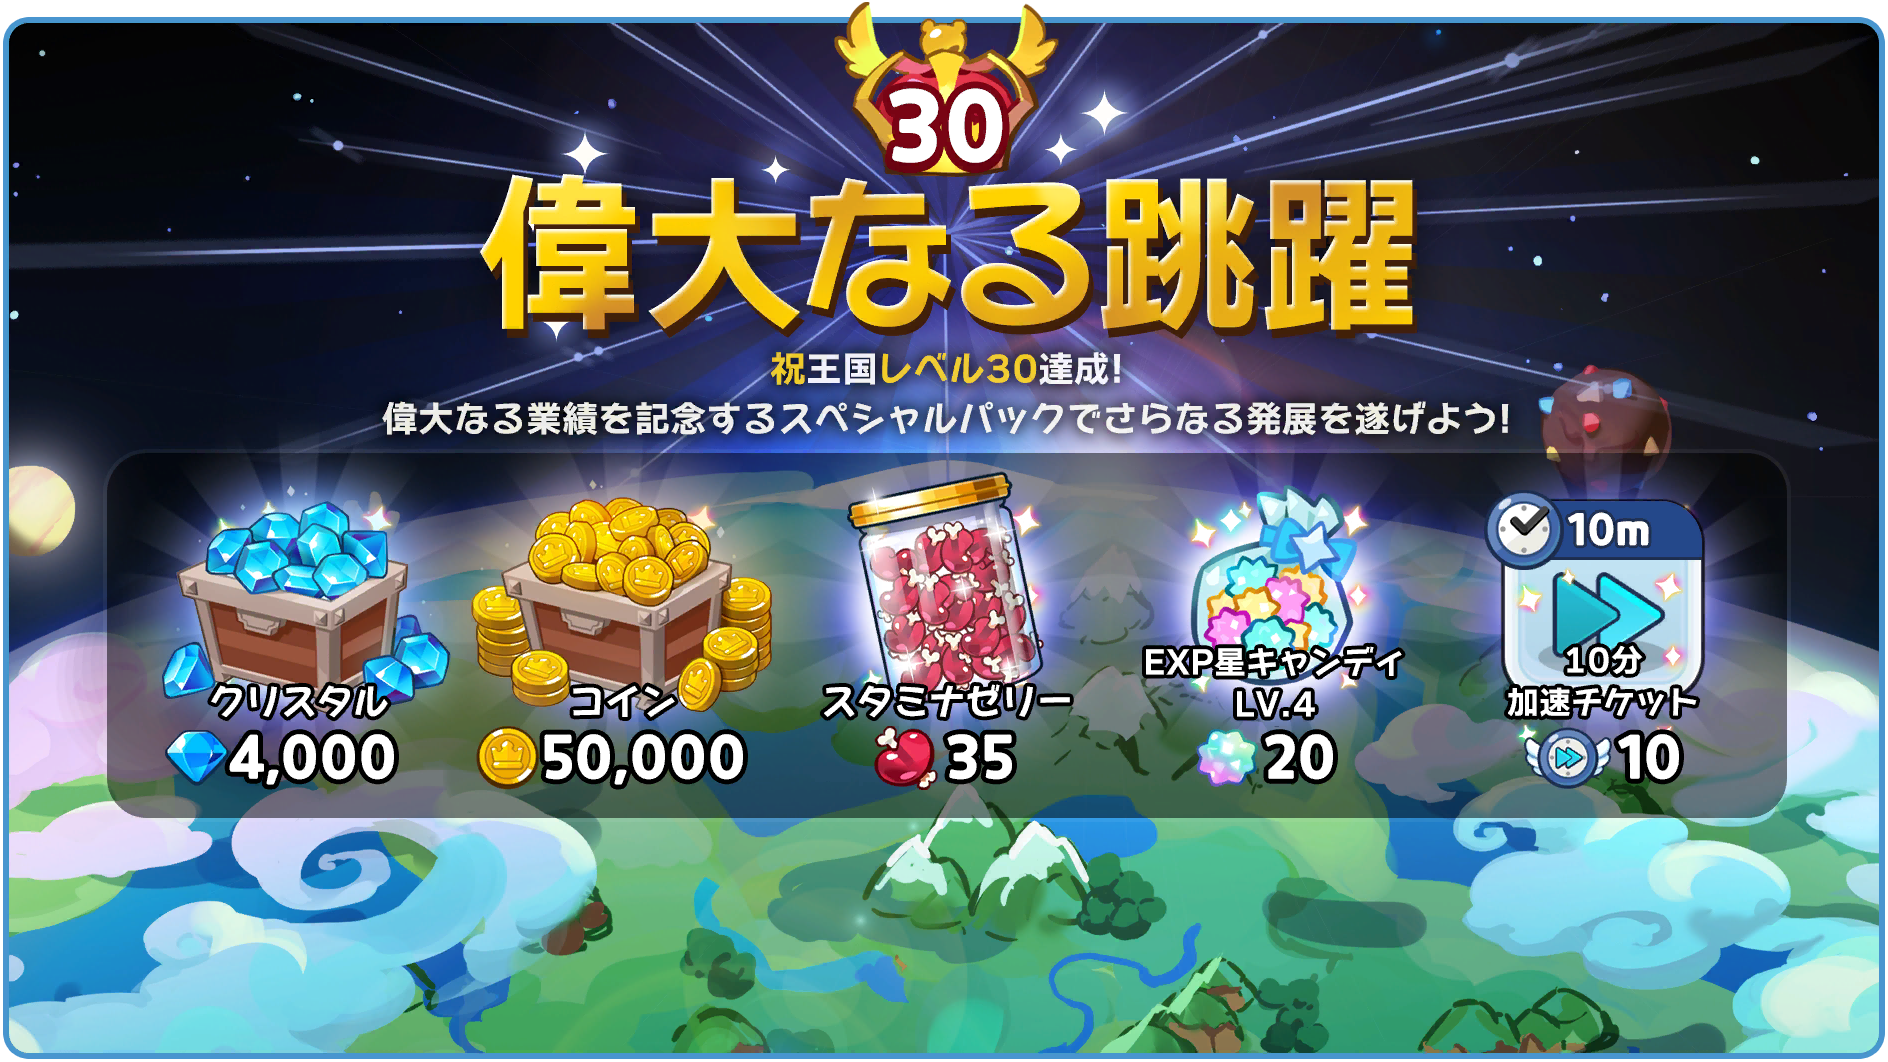 30
偉大なる跳躍
祝王国レベル30達成!
偉大なる業績を記念するスペシャルパックでさらなる発展を遂げよう!
クリスタル
4,000
コイン
50,000
スタミナゼリー
35
EXP星キャンディ
LV.4
20
10m
10分
加速チケット
10